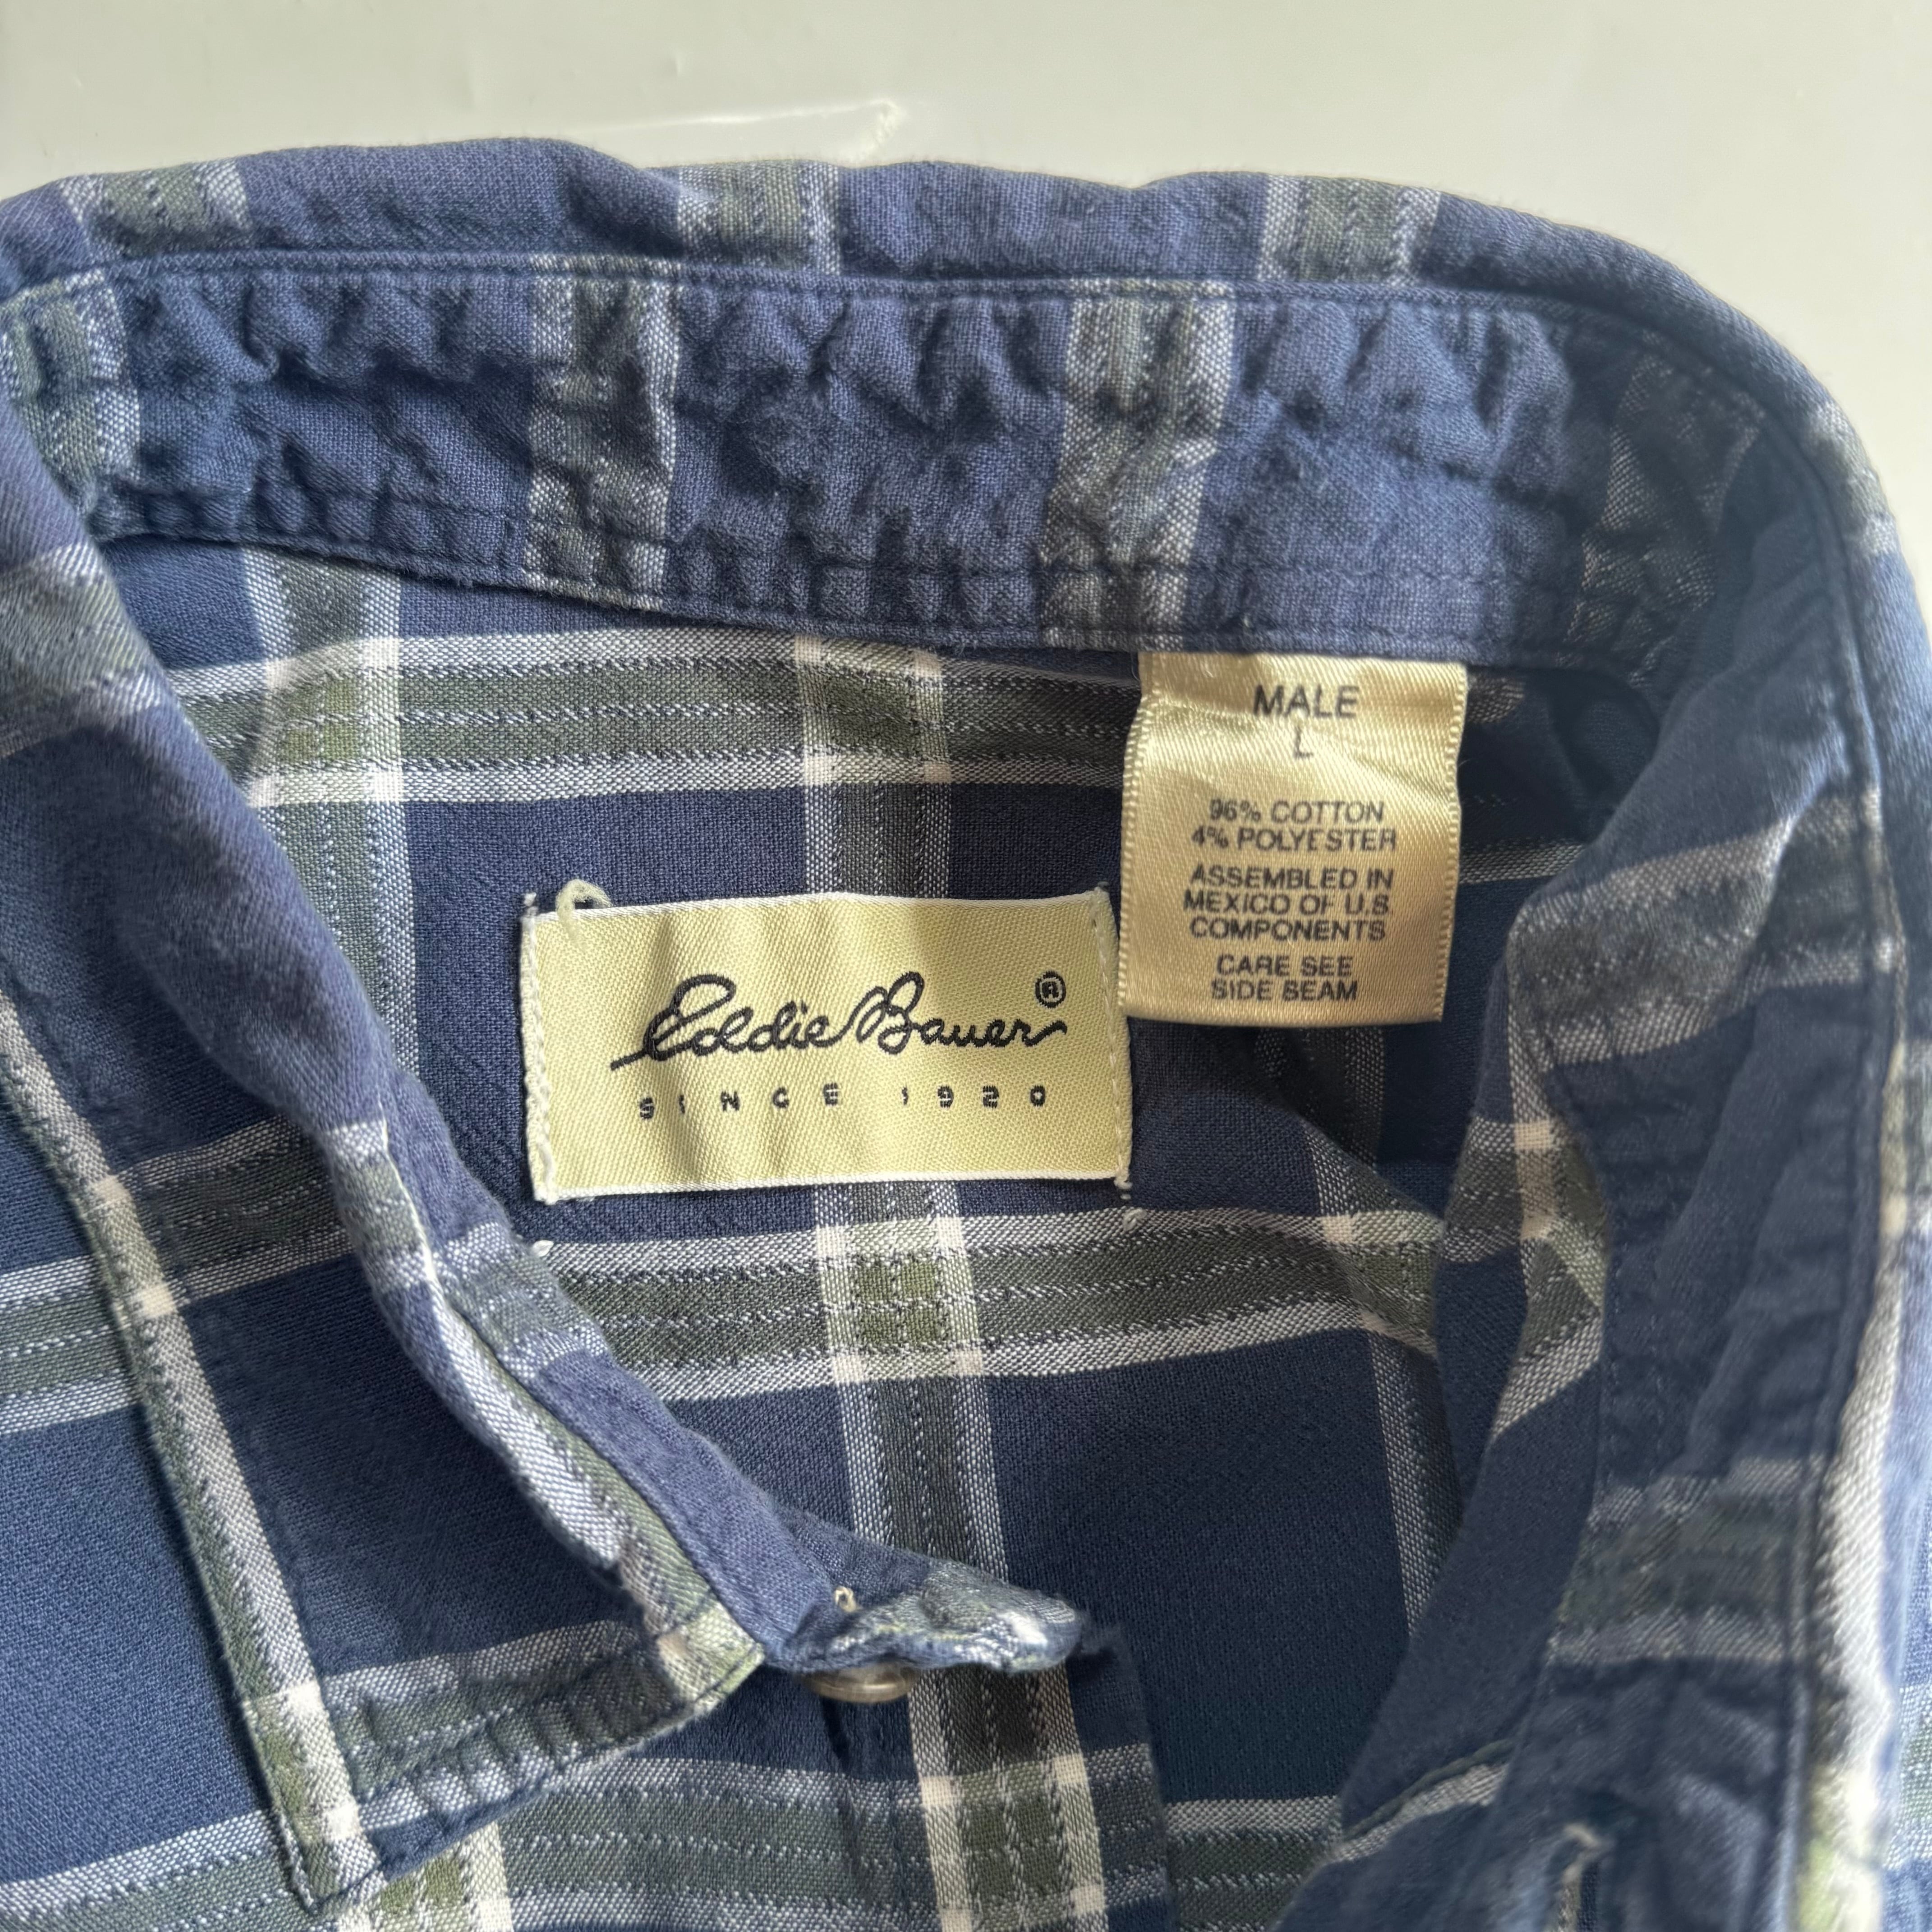 MALE
L
96% COTTON
4% POLYESTER
ASSEMBLED IN
MEXICO OF U.S.
COMPONENTS
CARE SEE
SIDE BEAM
Eddie Bauer®
SINCE 1920